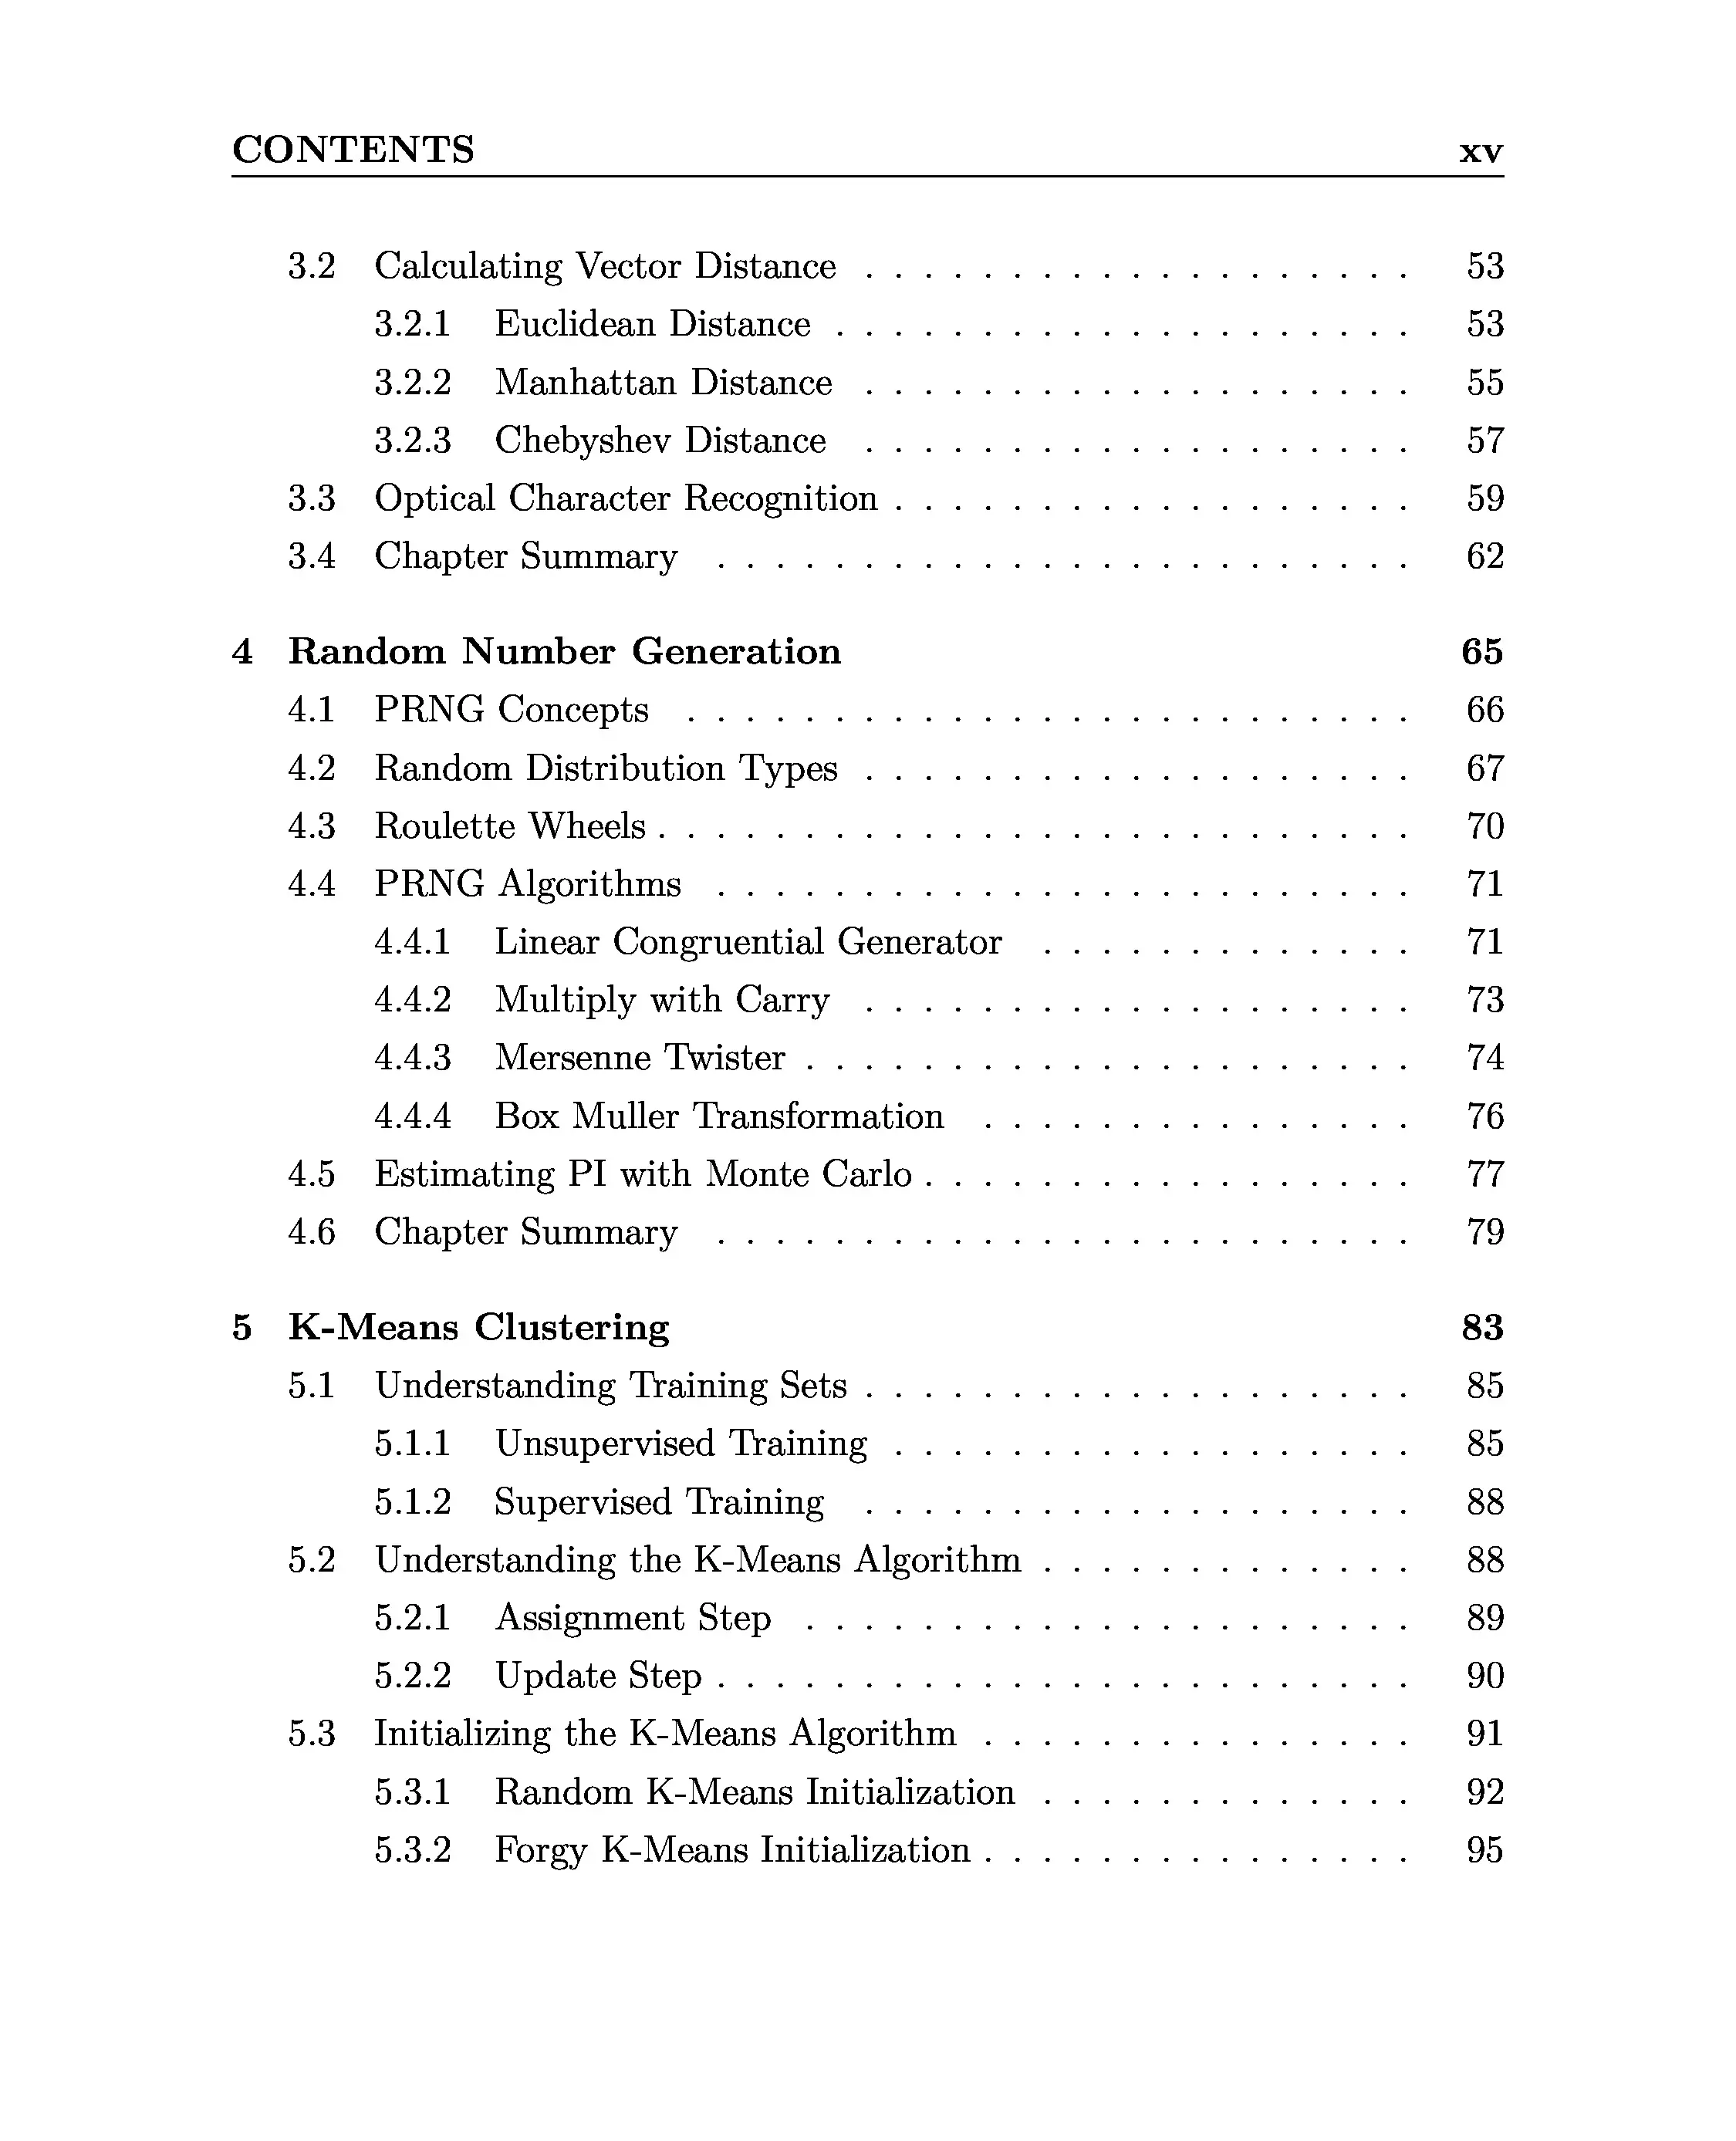 CONTENTS xv
3.2 Calculating Vector Distance . . . . . . . . . . . . . . . . . . . 53
3.2.1 Euclidean Distance . . . . . . . . . . . . . . . . . . . . 53
3.2.2 Manhattan Distance . . . . . . . . . . . . . . . . . . . 55
3.2.3 Chebyshev Distance . . . . . . . . . . . . . . . . . . . 57
3.3 Optical Character Recognition . . . . . . . . . . . . . . . . . . 59
3.4 Chapter Summary . . . . . . . . . . . . . . . . . . . . . . . . 62
4 Random Number Generation 65
4.1 PRNG Concepts . . . . . . . . . . . . . . . . . . . . . . . . . 66
4.2 Random Distribution Types . . . . . . . . . . . . . . . . . . . 67
4.3 Roulette Wheels . . . . . . . . . . . . . . . . . . . . . . . . . . 70
4.4 PRNG Algorithms . . . . . . . . . . . . . . . . . . . . . . . . 71
4.4.1 Linear Congruential Generator . . . . . . . . . . . . . 71
4.4.2 Multiply with Carry . . . . . . . . . . . . . . . . . . . 73
4.4.3 Mersenne Twister . . . . . . . . . . . . . . . . . . . . . 74
4.4.4 Box Muller Transformation . . . . . . . . . . . . . . . 76
4.5 Estimating PI with Monte Carlo . . . . . . . . . . . . . . . . . 77
4.6 Chapter Summary . . . . . . . . . . . . . . . . . . . . . . . . 79
5 K-Means Clustering 83
5.1 Understanding Training Sets . . . . . . . . . . . . . . . . . . . 85
5.1.1 Unsupervised Training . . . . . . . . . . . . . . . . . . 85
5.1.2 Supervised Training . . . . . . . . . . . . . . . . . . . 88
5.2 Understanding the K-Means Algorithm . . . . . . . . . . . . . 88
5.2.1 Assignment Step . . . . . . . . . . . . . . . . . . . . . 89
5.2.2 Update Step . . . . . . . . . . . . . . . . . . . . . . . . 90
5.3 Initializing the K-Means Algorithm . . . . . . . . . . . . . . . 91
5.3.1 Random K-Means Initialization . . . . . . . . . . . . . 92
5.3.2 Forgy K-Means Initialization . . . . . . . . . . . . . . . 95